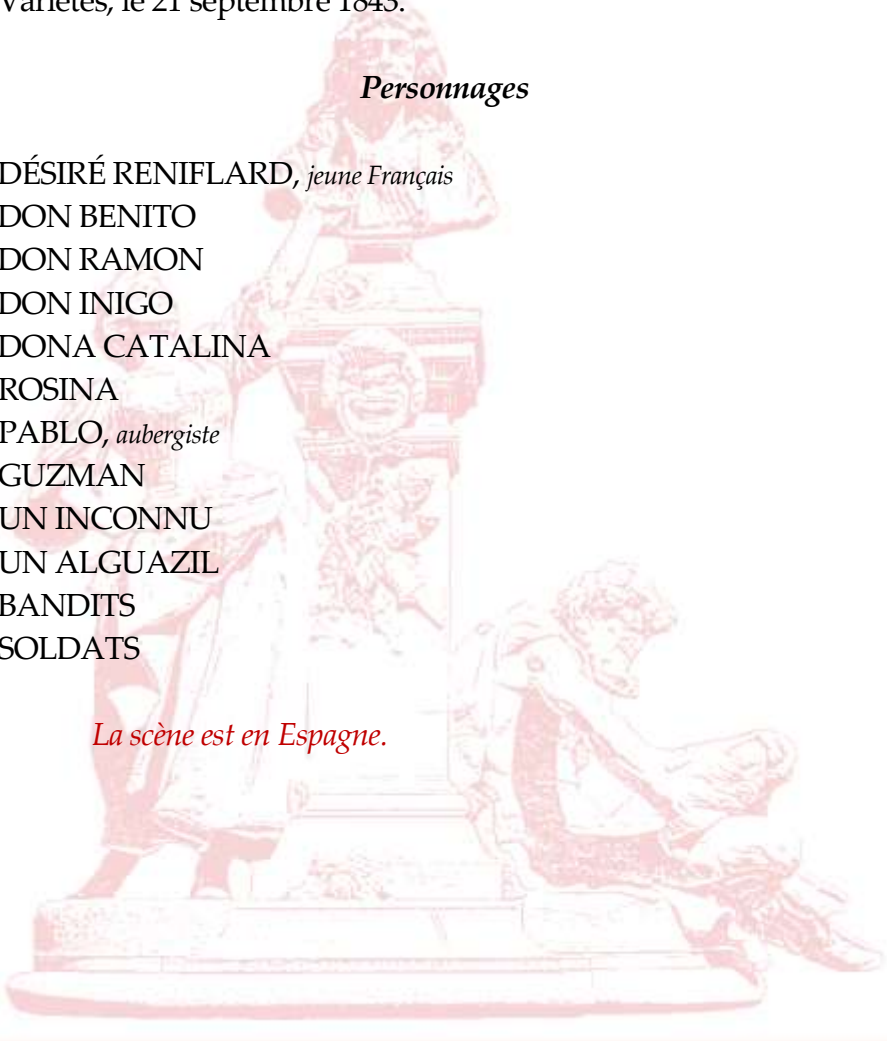 Variétés, le 21 septembre 1843.
Personnages
DÉSIRÉ RENIFLARD, jeune Français
DON BENITO
DON RAMON
DON INIGO
DONA CATALINA
ROSINA
PABLO, aubergiste
GUZMAN
UN INCONNU
UN ALGUAZIL
BANDITS
SOLDATS
La scène est en Espagne.